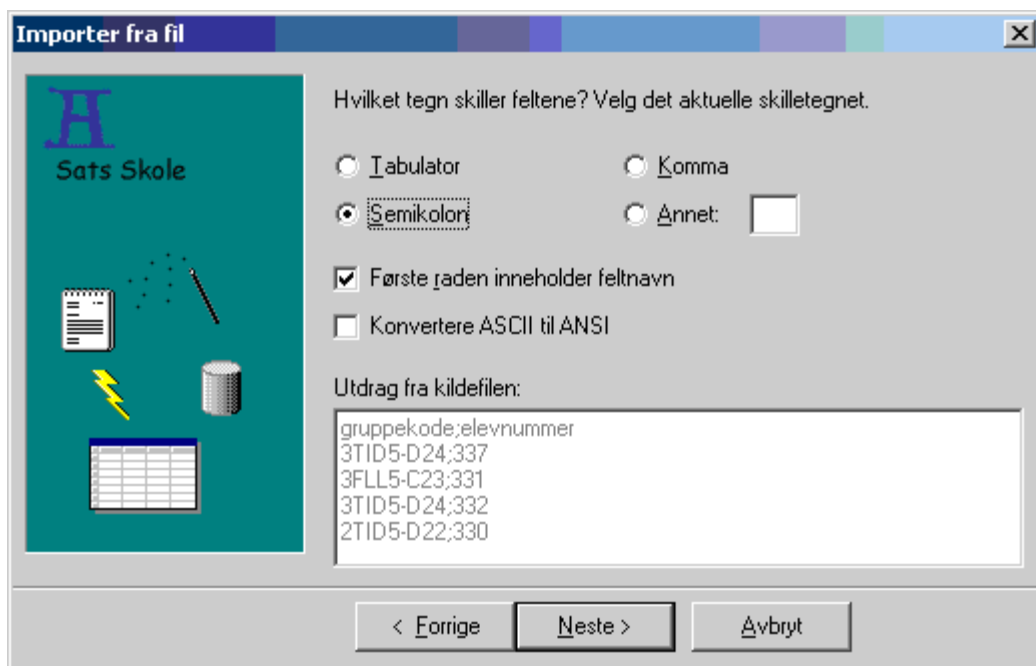 Importer fra fil
Sats Skole
Hvilket tegn skiller feltene? Velg det aktuelle skilletegnet.
Tabulator
Komma
Semikolon
Annet:
Første raden inneholder feltnavn
Konvertere ASCII til ANSI
Utdrag fra kildefilen:
gruppekode;elevnummer
3TID5-D24;337
3FLL5-C23;331
3TID5-D24;332
2TID5-D22;330
< Forrige
Neste >
Avbryt